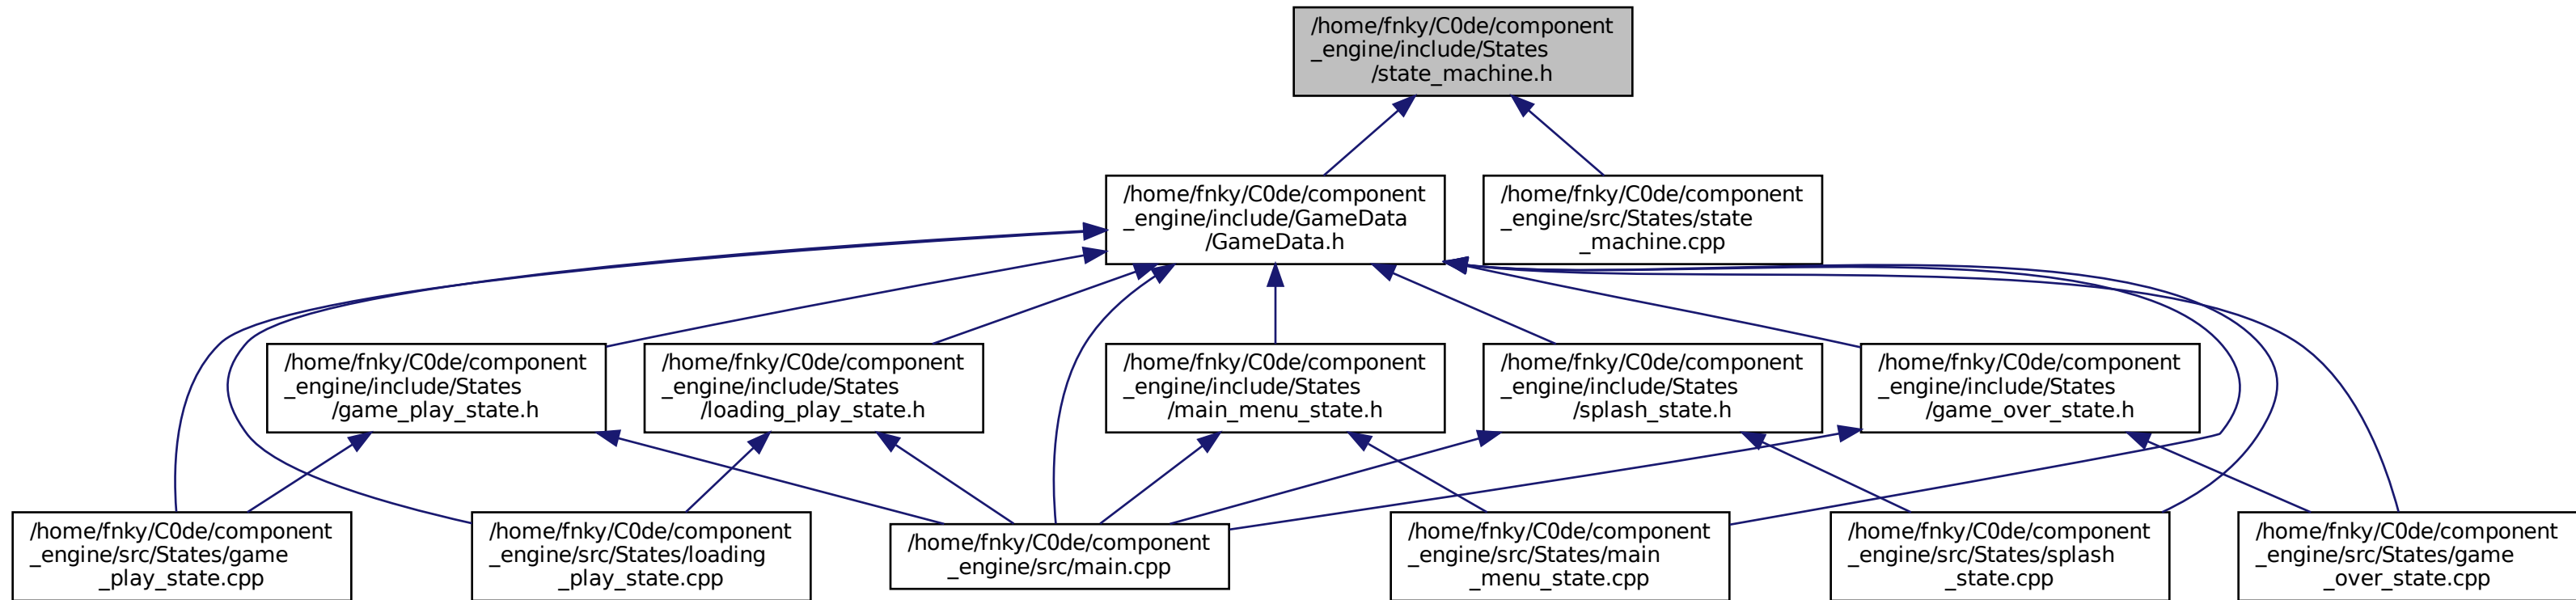 /home/fnky/C0de/component
_engine/include/States
/state_machine.h
/home/fnky/C0de/component
_engine/include/GameData
/GameData.h
/home/fnky/C0de/component
_engine/src/States/state
_machine.cpp
/home/fnky/C0de/component
_engine/include/States
/game_play_state.h
/home/fnky/C0de/component
_engine/include/States
/loading_play_state.h
/home/fnky/C0de/component
_engine/include/States
/main_menu_state.h
/home/fnky/C0de/component
_engine/include/States
/splash_state.h
/home/fnky/C0de/component
_engine/include/States
/game_over_state.h
/home/fnky/C0de/component
_engine/src/States/game
_play_state.cpp
/home/fnky/C0de/component
_engine/src/States/loading
_play_state.cpp
/home/fnky/C0de/component
_engine/src/main.cpp
/home/fnky/C0de/component
_engine/src/States/main
_menu_state.cpp
/home/fnky/C0de/component
_engine/src/States/splash
_state.cpp
/home/fnky/C0de/component
_engine/src/States/game
_over_state.cpp